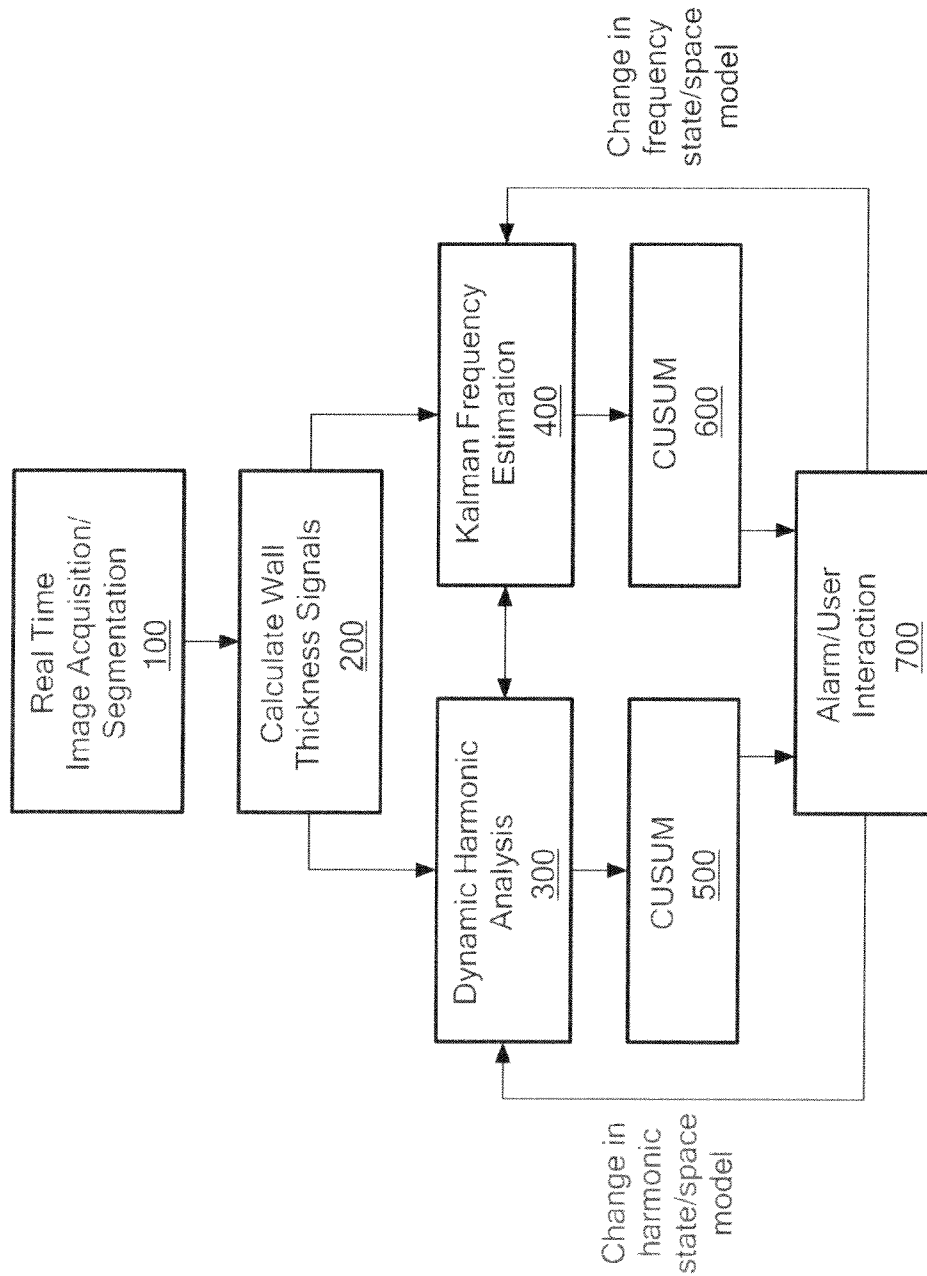 Real Time
Image Acquisition/
Segmentation
100
Calculate Wall
Thickness Signals
200
Dynamic Harmonic
Analysis
300
Kalman Frequency
Estimation
400
CUSUM
500
CUSUM
600
Alarm/User
Interaction
700
Change in
harmonic
state/space
model
Change in
frequency
state/space
model